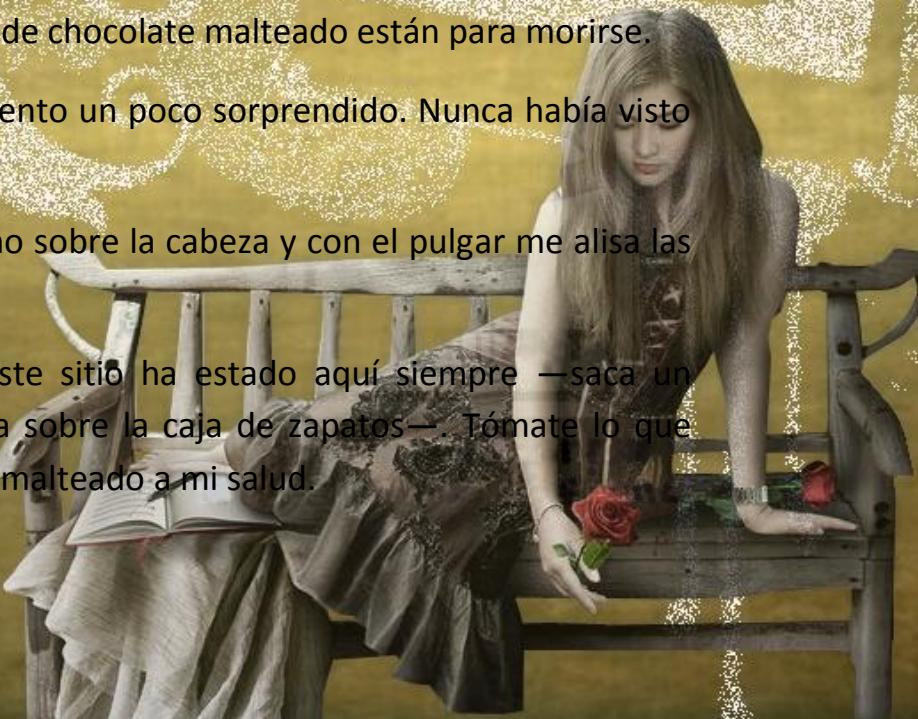 de chocolate malteado están para morirse.
ento un poco sorprendido. Nunca había visto
o sobre la cabeza y con el pulgar me alisa las
ste sitio ha estado aquí siempre —saca un
a sobre la caja de zapatos—. Tómate lo que
malteado a mi salud.